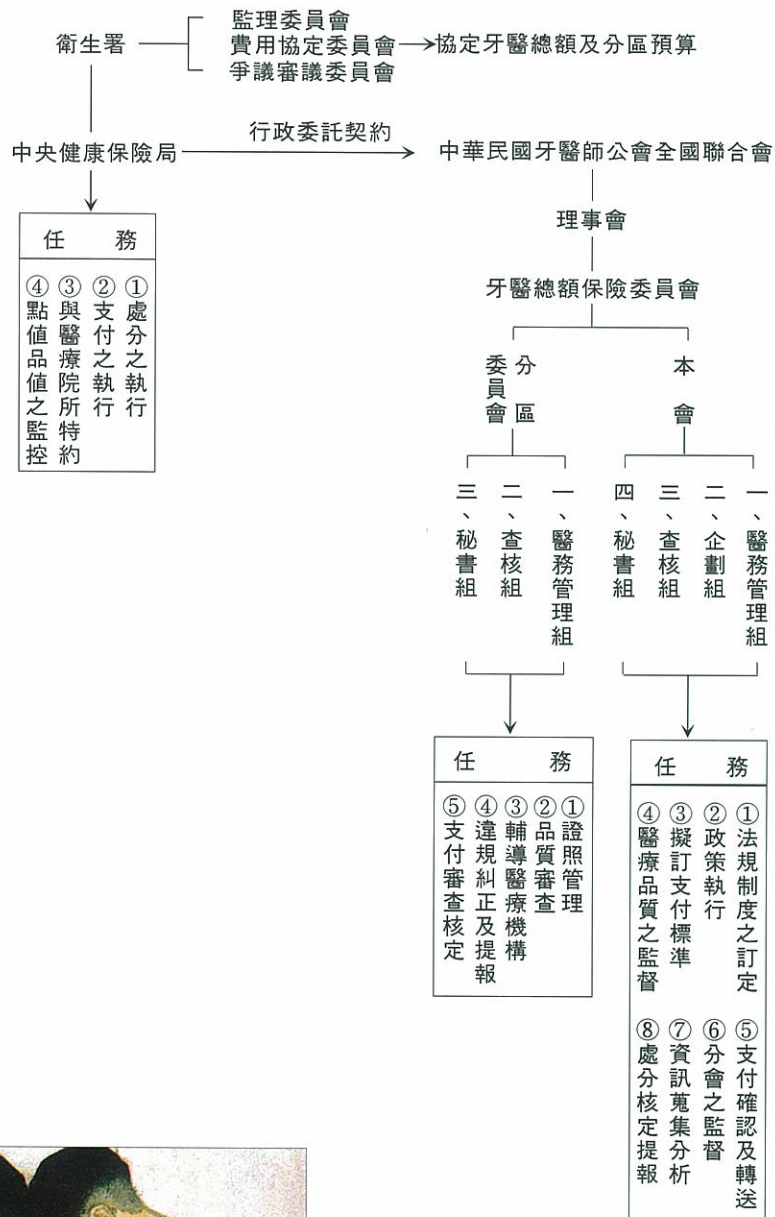 衛生署
監理委員會
費用協定委員會
爭議審議委員會
協定牙醫總額及分區預算
中央健康保險局
行政委託契約
中華民國牙醫師公會全國聯合會
任 務
①處分之執行
②支付之執行
③與醫療院所特約
④點值品值之監控
理事會
牙醫總額保險委員會
本會
分區
委員會
一、醫務管理組
二、企劃組
三、查核組
四、秘書組
一、醫務管理組
二、查核組
三、秘書組
任 務
①法規制度之訂定
②政策執行
③擬訂支付標準
④醫療品質之監督
⑤支付確認及轉送
⑥分會之監督
⑦資訊蒐集分析
⑧處分核定提報
任 務
①證照管理
②品質審查
③輔導醫療機構
④違規糾正及提報
⑤支付審查核定